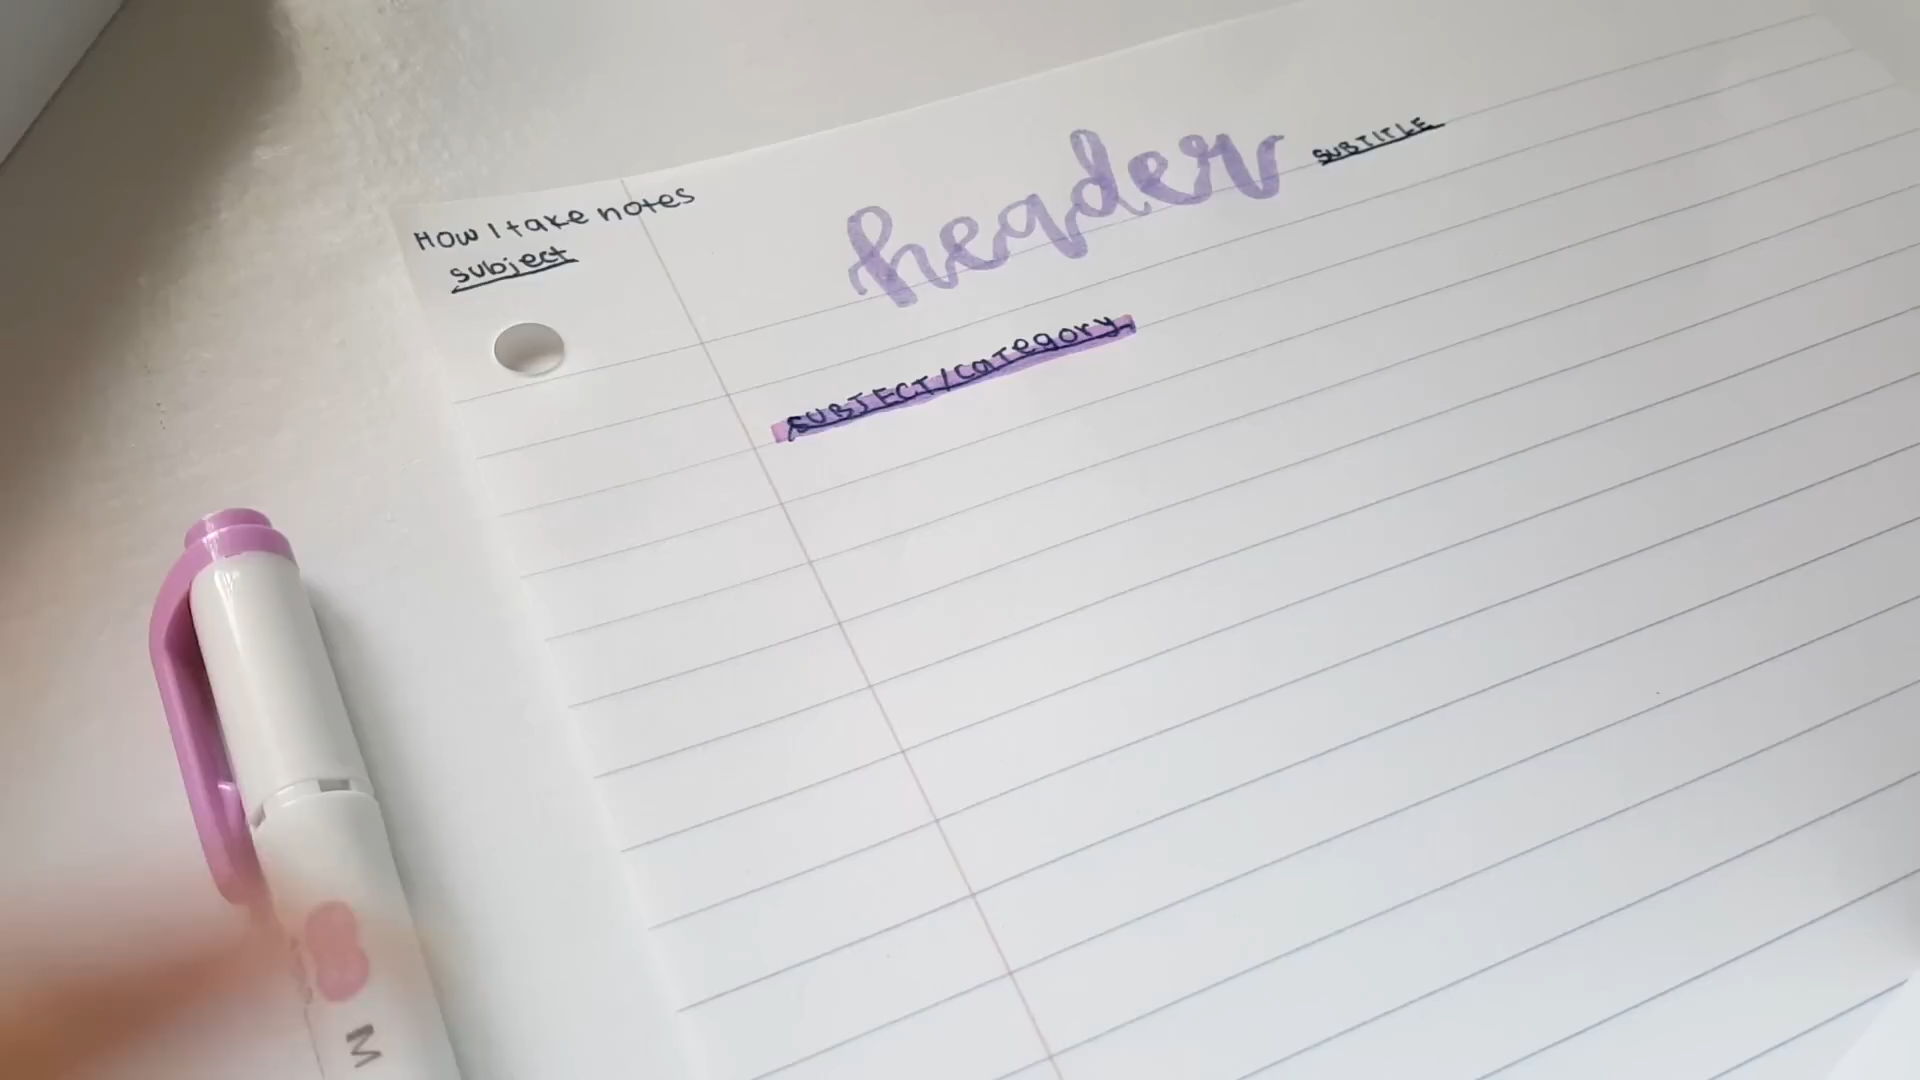 How I take notes
subject
header
SUBTITLE
SUBJECT/category
M